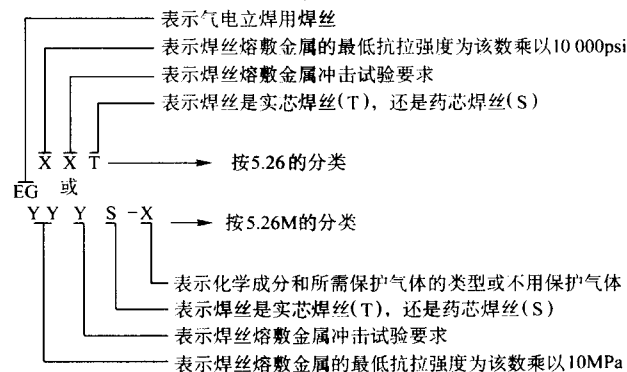 表示气电立焊用焊丝
表示焊丝熔敷金属的最低抗拉强度为该数乘以10 000psi
表示焊丝熔敷金属冲击试验要求
表示焊丝是实芯焊丝(T)，还是药芯焊丝(S)
X X T 按5.26的分类
EG 或
YY Y S -X 按5.26M的分类
表示化学成分和所需保护气体的类型或不用保护气体
表示焊丝是实芯焊丝(T)，还是药芯焊丝(S)
表示焊丝熔敷金属冲击试验要求
表示焊丝熔敷金属的最低抗拉强度为该数乘以10MPa